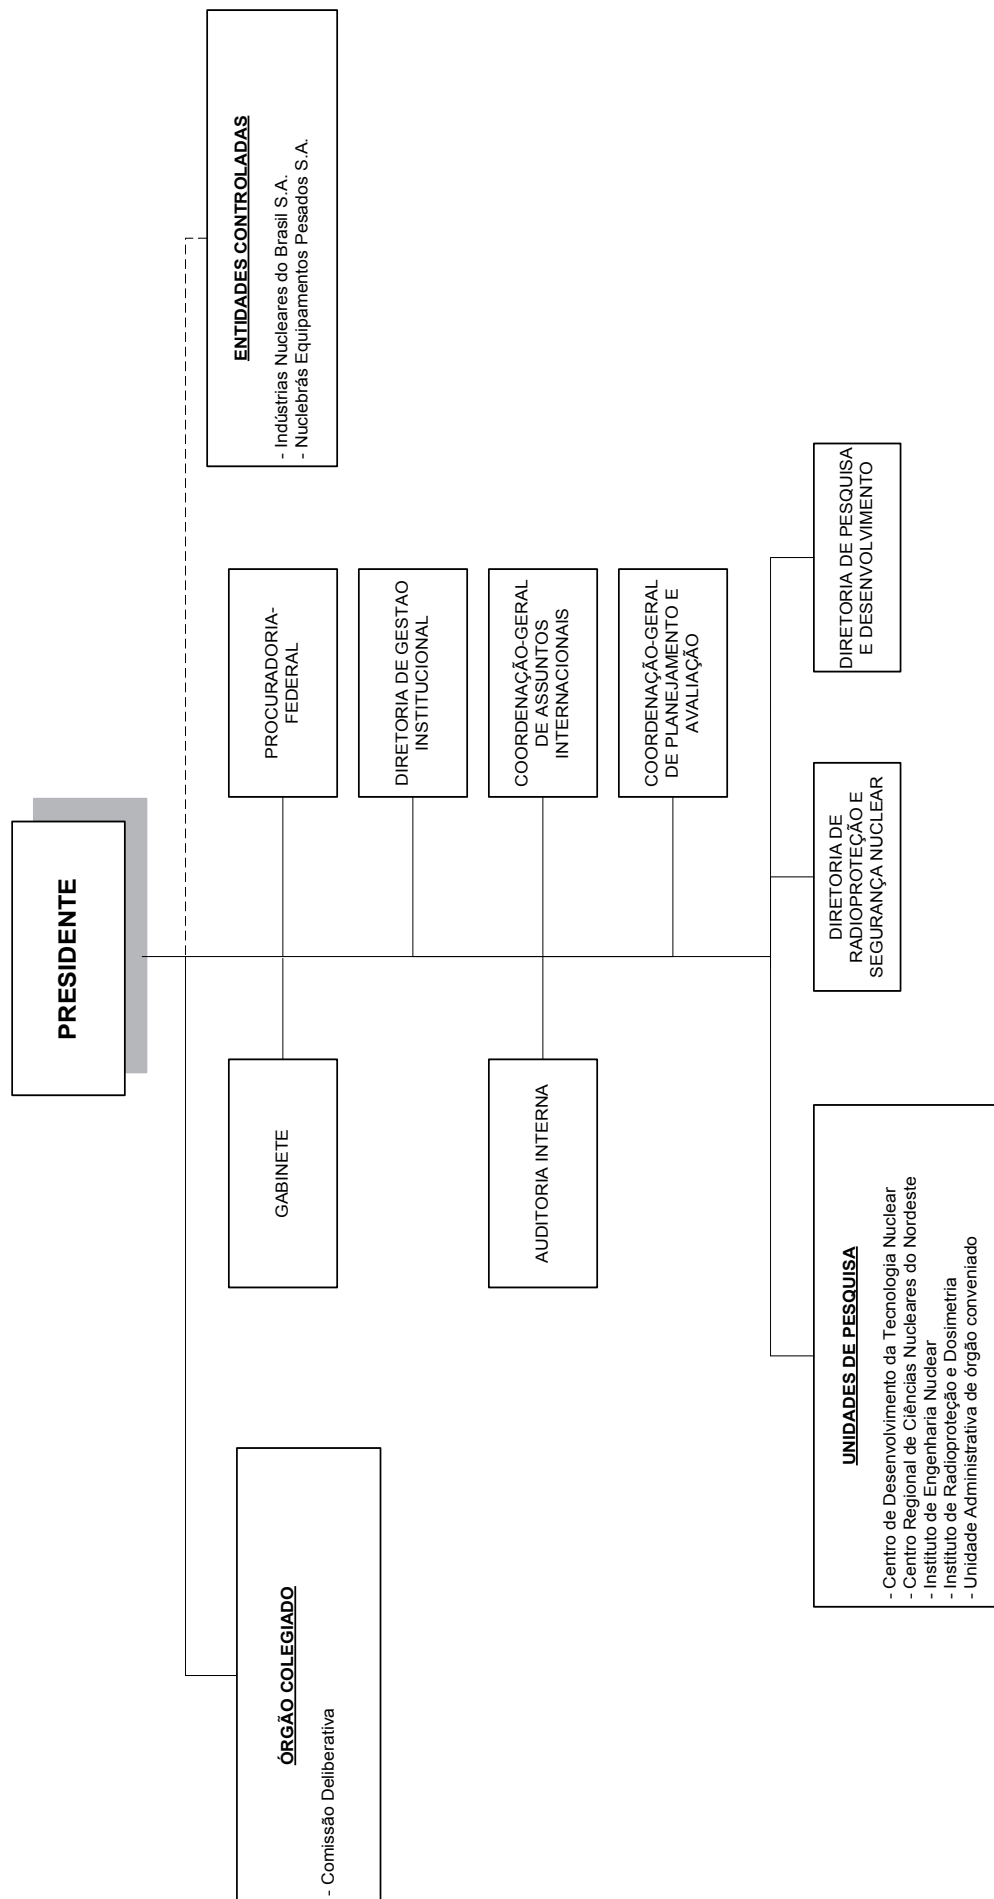 PRESIDENTE
ÓRGÃO COLEGIADO
- Comissão Deliberativa
ENTIDADES CONTROLADAS
- Indústrias Nucleares do Brasil S.A.
- Nuclebrás Equipamentos Pesados S.A.
GABINETE
PROCURADORIA-
FEDERAL
DIRETORIA DE GESTÃO
INSTITUCIONAL
AUDITORIA INTERNA
COORDENAÇÃO-GERAL
DE ASSUNTOS
INTERNACIONAIS
COORDENAÇÃO-GERAL
DE PLANEJAMENTO E
AVALIAÇÃO
UNIDADES DE PESQUISA
- Centro de Desenvolvimento da Tecnologia Nuclear
- Centro Regional de Ciências Nucleares do Nordeste
- Instituto de Engenharia Nuclear
- Instituto de Radioproteção e Dosimetria
- Unidade Administrativa de órgão conveniado
DIRETORIA DE
RADIOPROTEÇÃO E
SEGURANÇA NUCLEAR
DIRETORIA DE PESQUISA
E DESENVOLVIMENTO